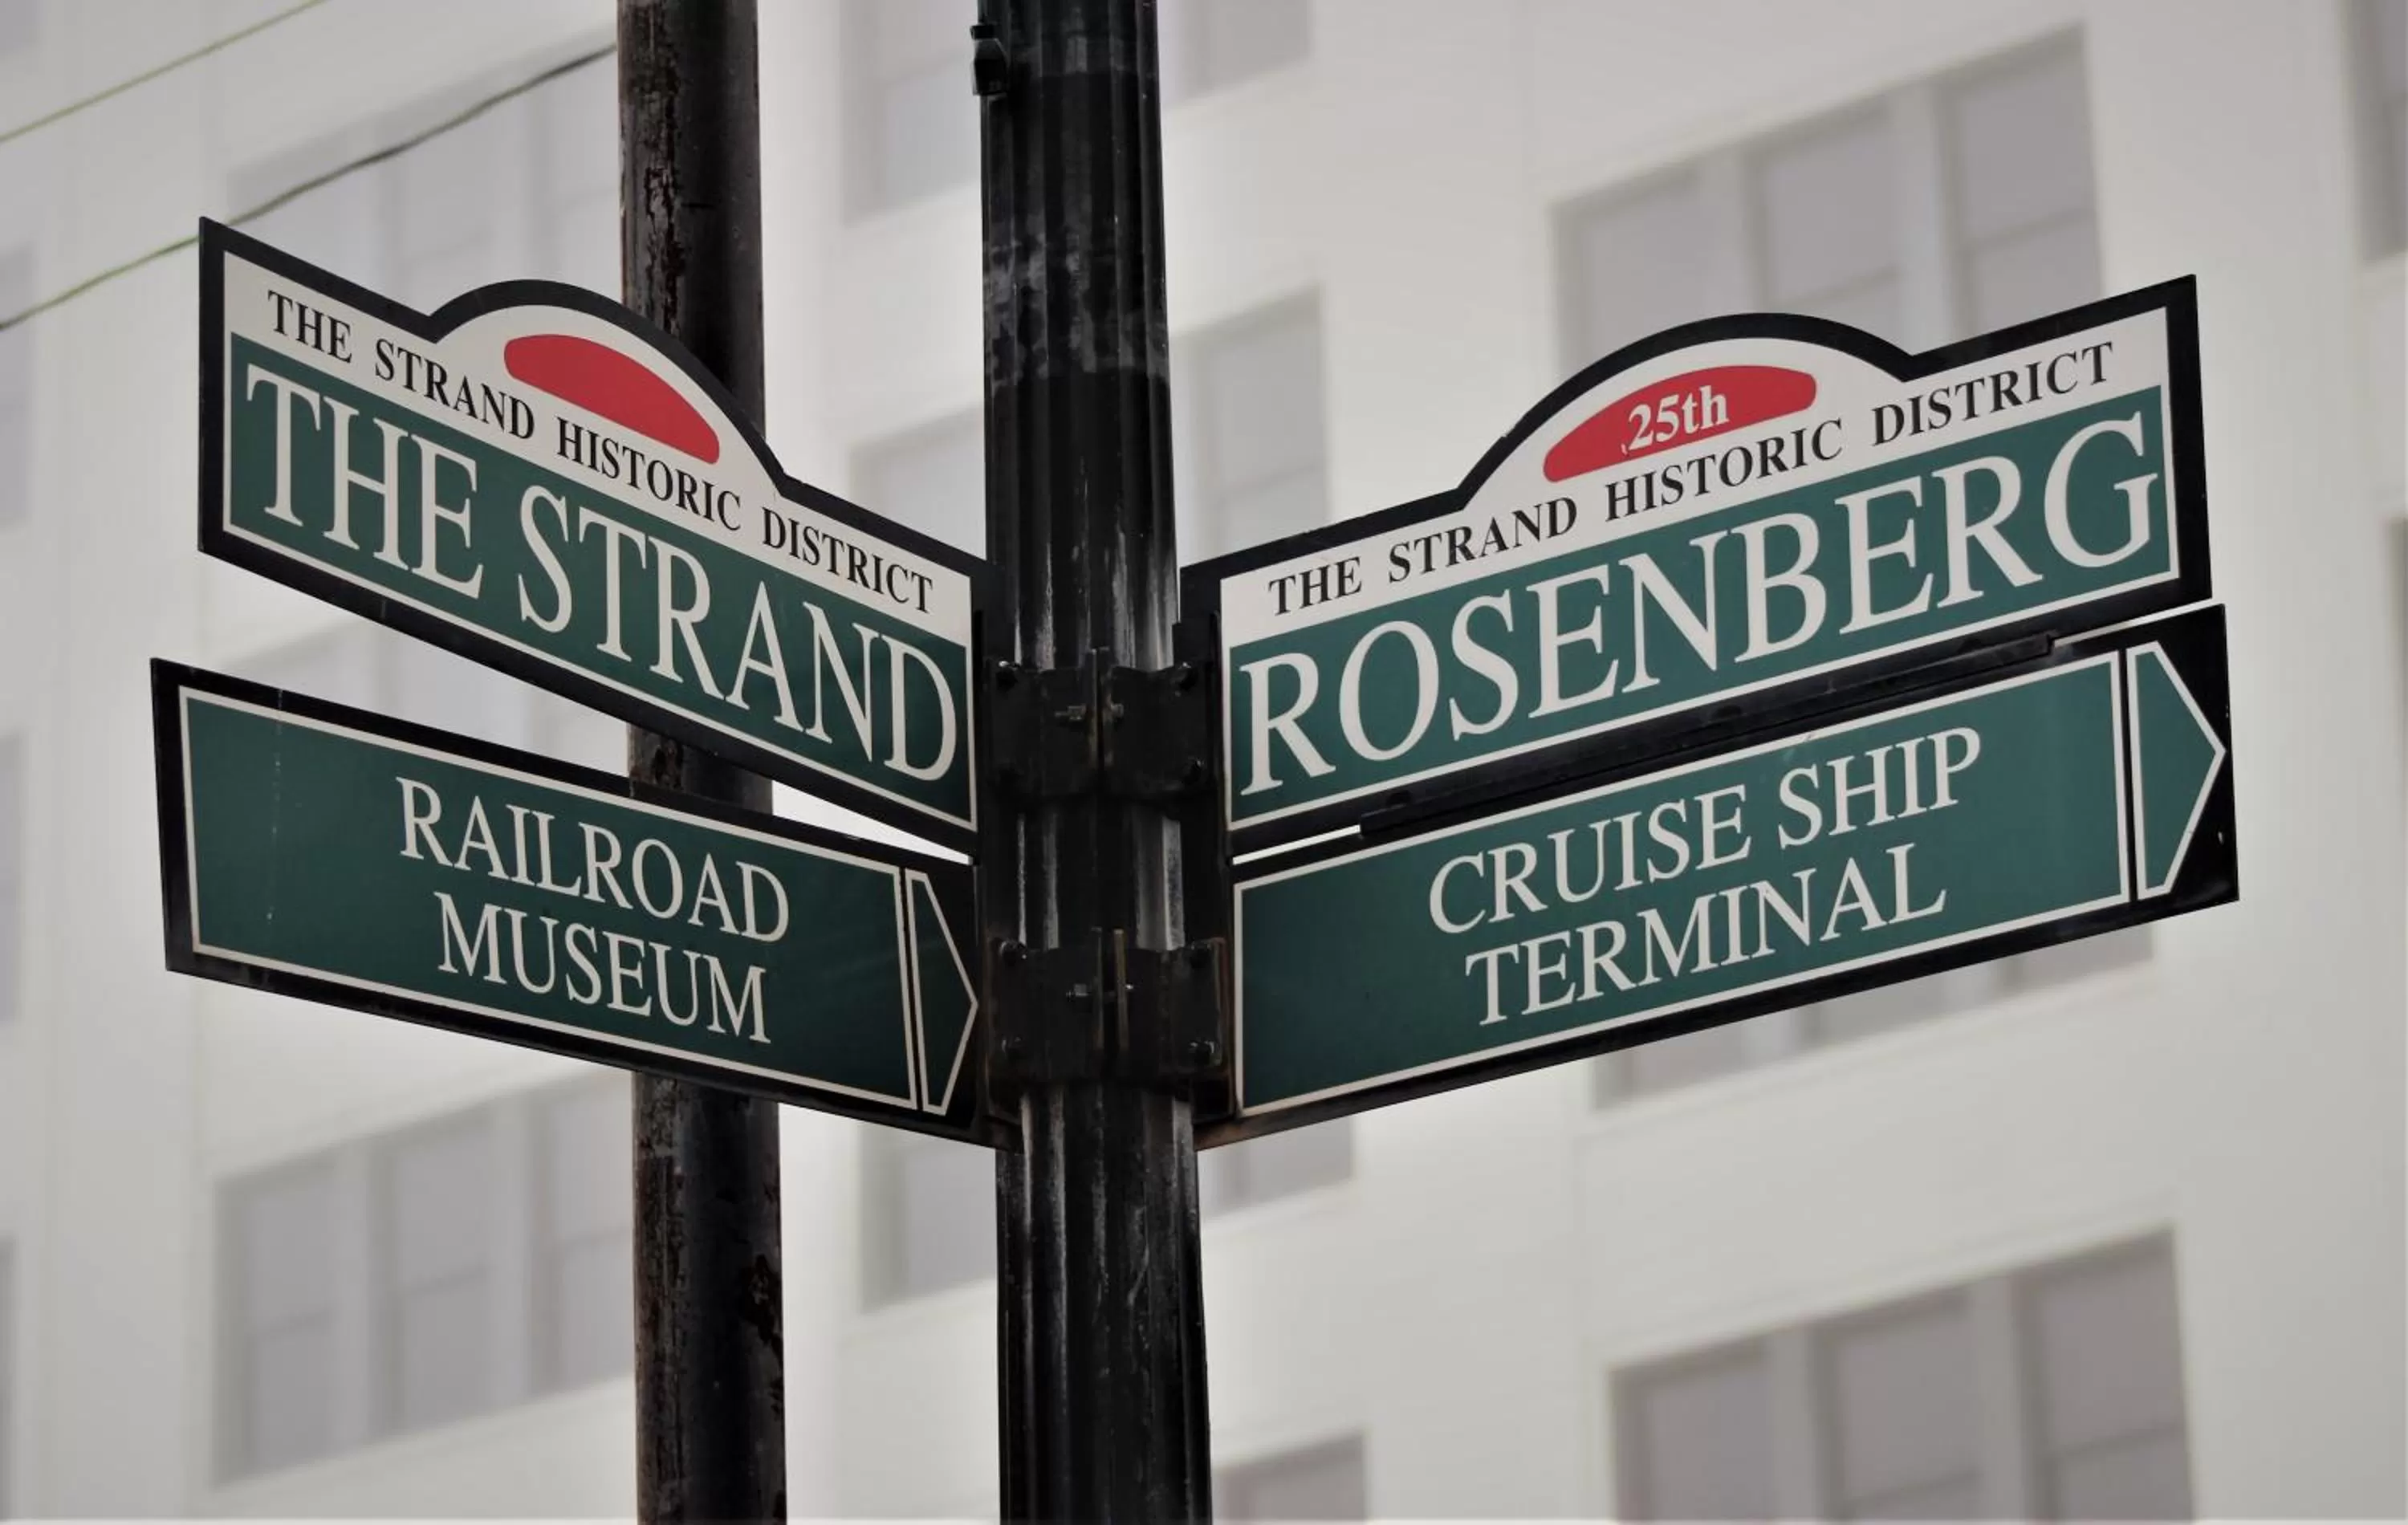 THE STRAND HISTORIC DISTRICT
THE STRAND
RAILROAD
MUSEUM
25th
THE STRAND HISTORIC DISTRICT
ROSENBERG
CRUISE SHIP
TERMINAL